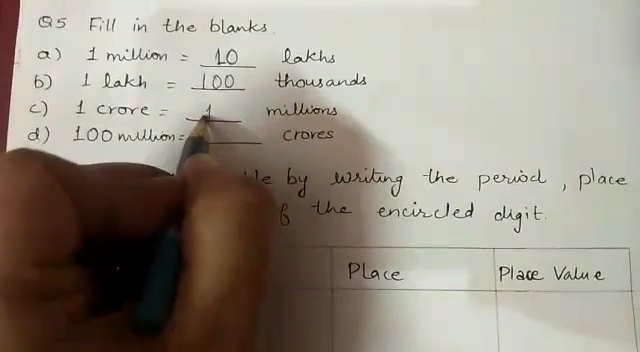 Q5 Fill in the blanks.
a) 1 million = 10 lakhs
b) 1 lakh = 100 thousands
c) 1 crore = 1 millions
d) 100 million = ____ crores
by writing the period, place
the encircled digit.
Place Place Value